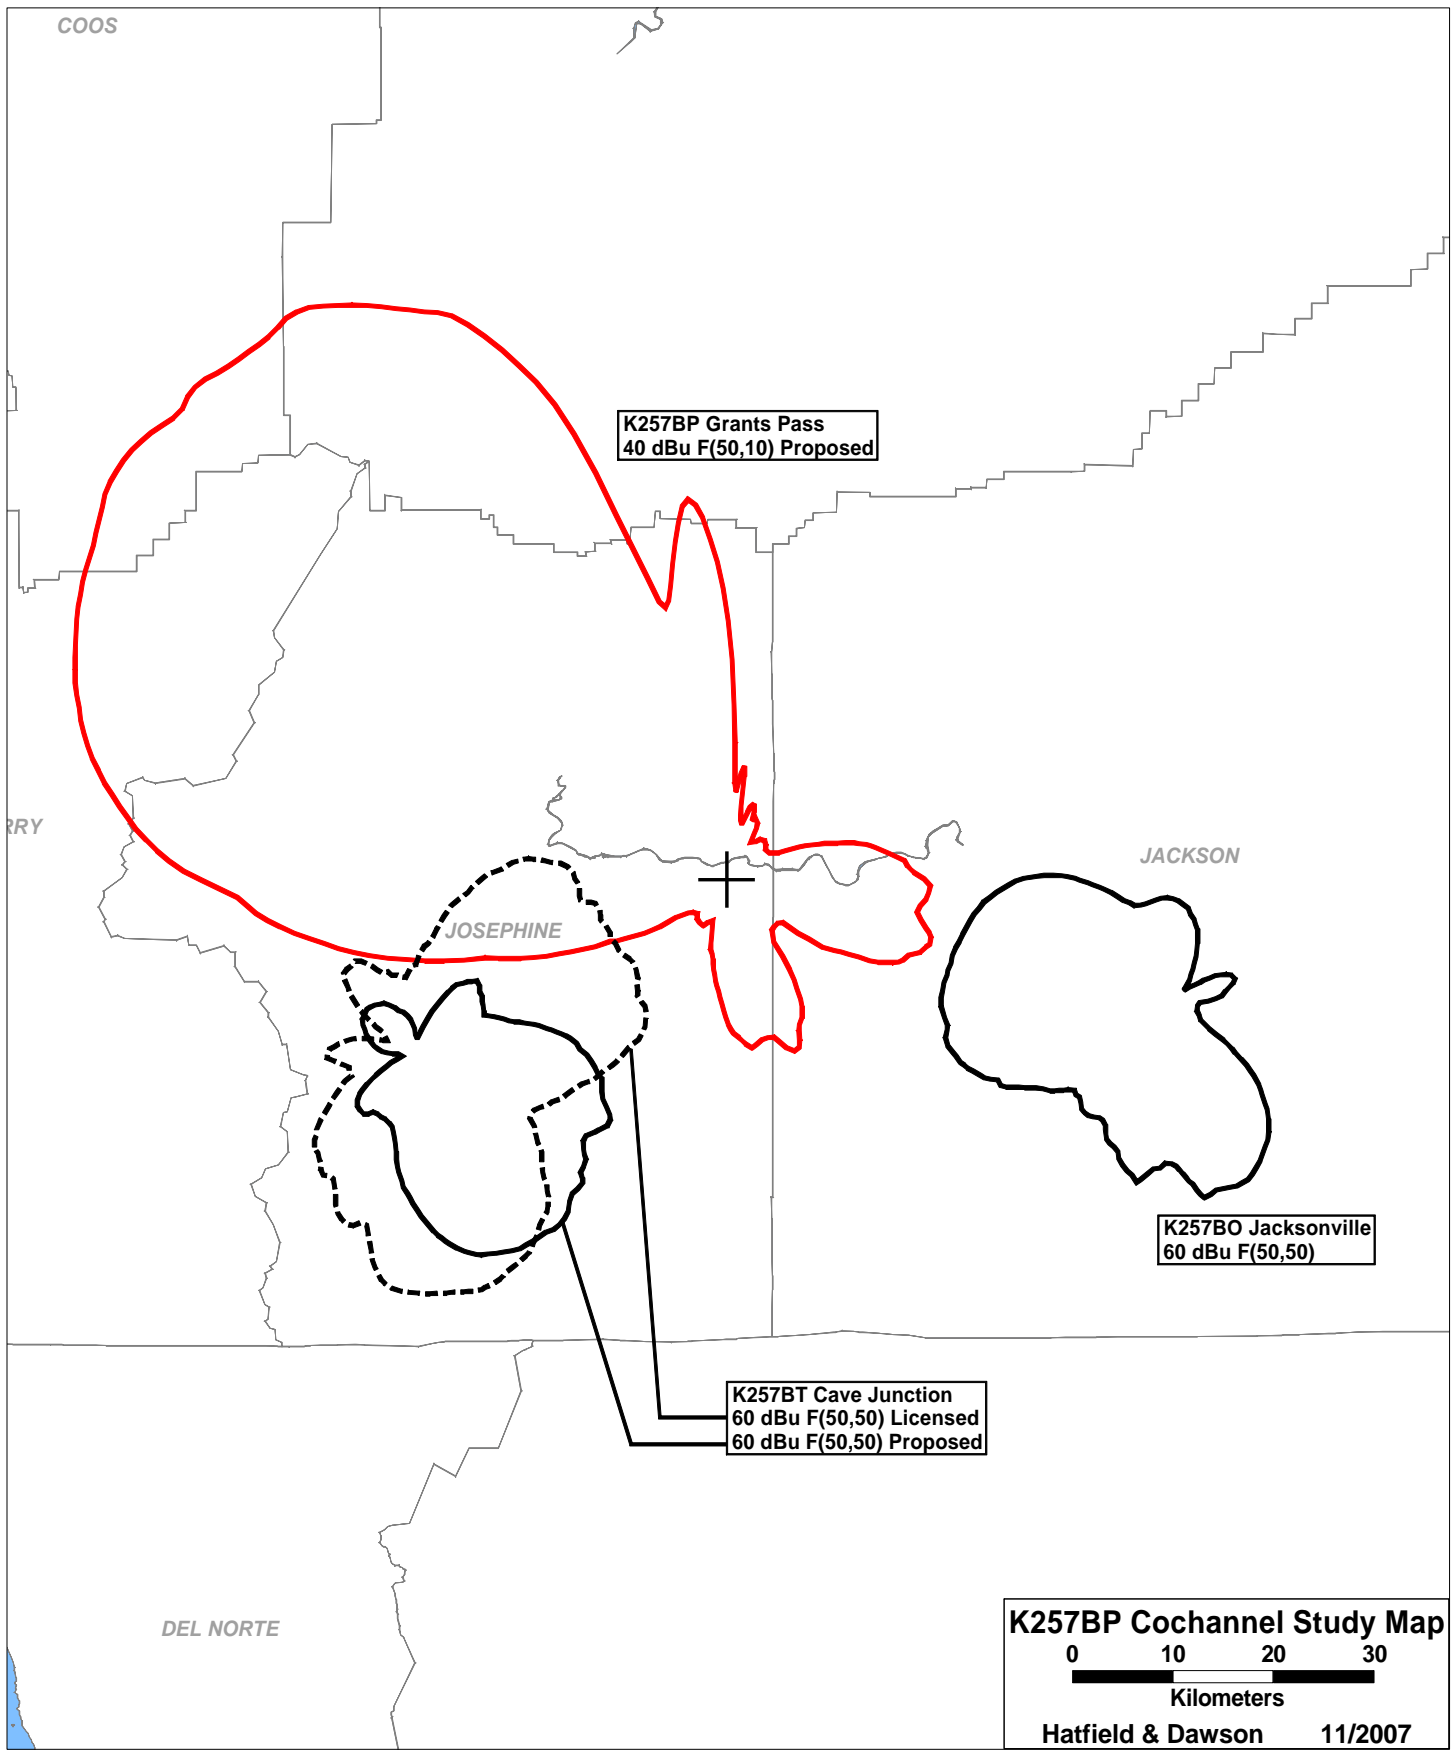 COOS
K257BP Grants Pass
40 dBu F(50,10) Proposed
RRY
JACKSON
JOSEPHINE
K257BO Jacksonville
60 dBu F(50,50)
K257BT Cave Junction
60 dBu F(50,50) Licensed
60 dBu F(50,50) Proposed
DEL NORTE
K257BP Cochannel Study Map
0 10 20 30
Kilometers
Hatfield & Dawson 11/2007